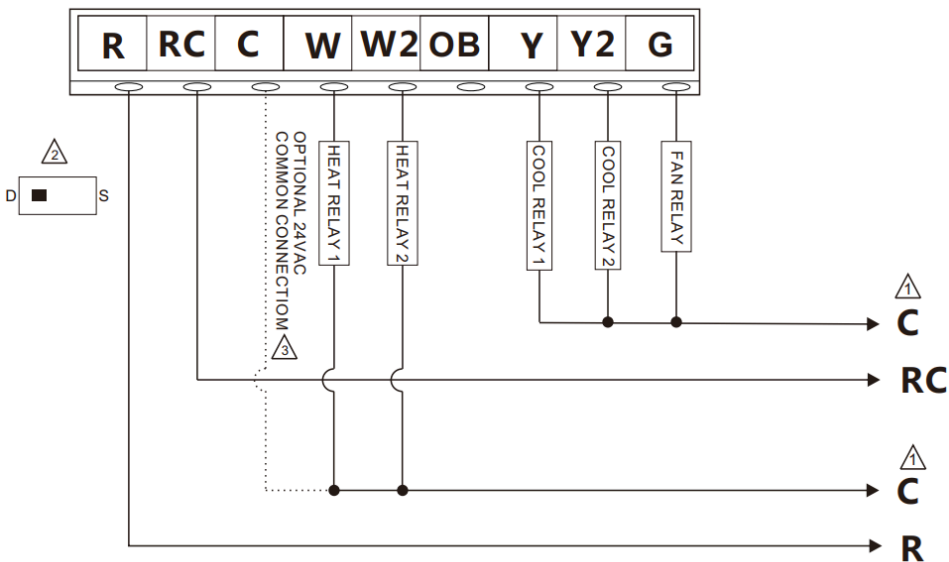 R RC C W W2 OB Y Y2 G
2
D S
OPTIONAL 24VAC
COMMON CONNECTIOM
3
HEAT RELAY 1
HEAT RELAY 2
COOL RELAY 1
COOL RELAY 2
FAN RELAY
1
C
RC
1
C
R